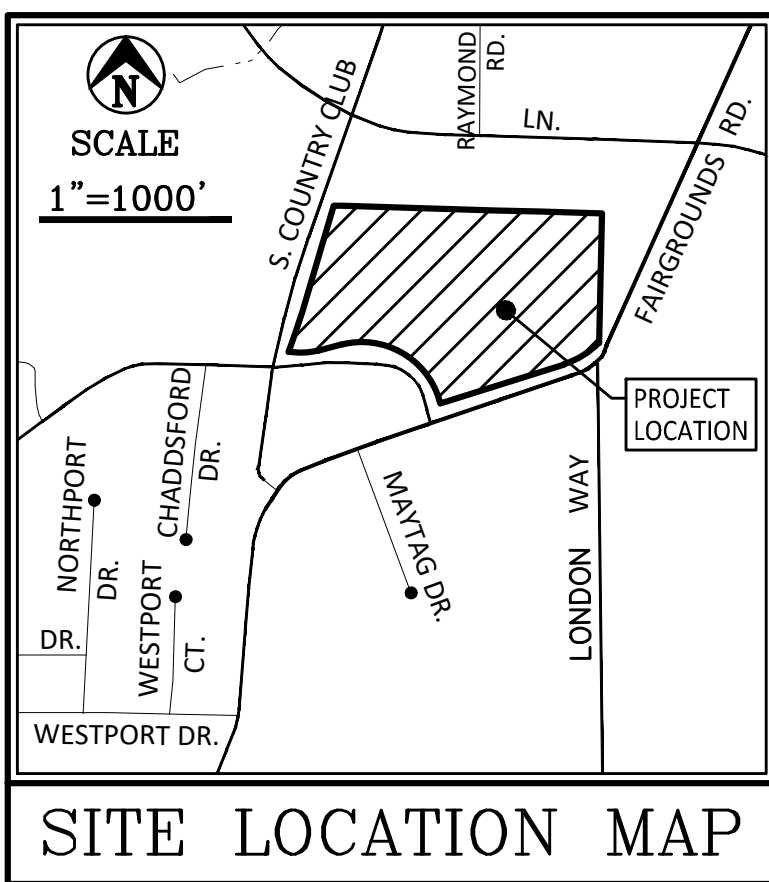 N
SCALE
1"=1000'
S. COUNTRY CLUB
RAYMOND
RD.
LN.
FAIRGROUNDS RD.
PROJECT
LOCATION
CHADDSFORD
DR.
NORTHPORT
DR.
WESTPORT
CT.
MAYTAG DR.
LONDON WAY
DR.
WESTPORT DR.
SITE LOCATION MAP